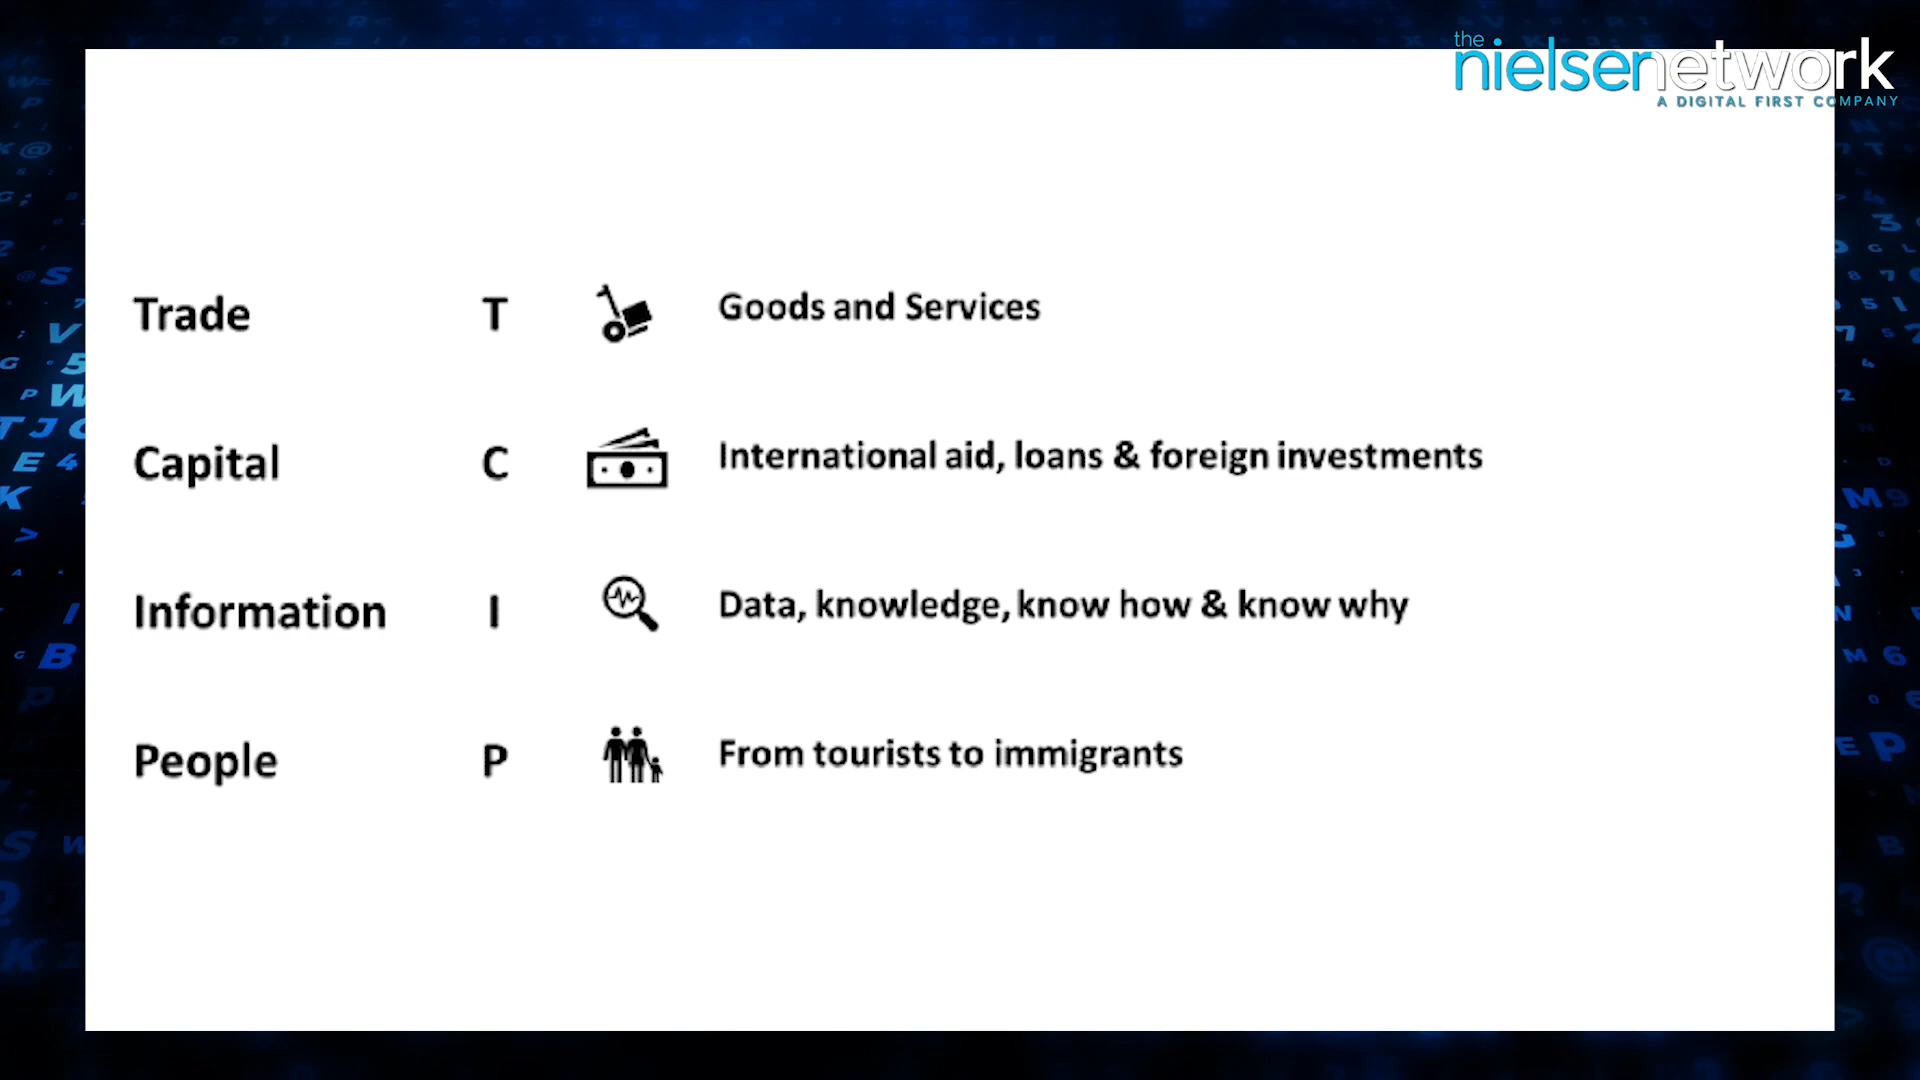 the
nielsenetwork
A DIGITAL FIRST COMPANY
Trade T Goods and Services
Capital C International aid, loans & foreign investments
Information I Data, knowledge, know how & know why
People P From tourists to immigrants